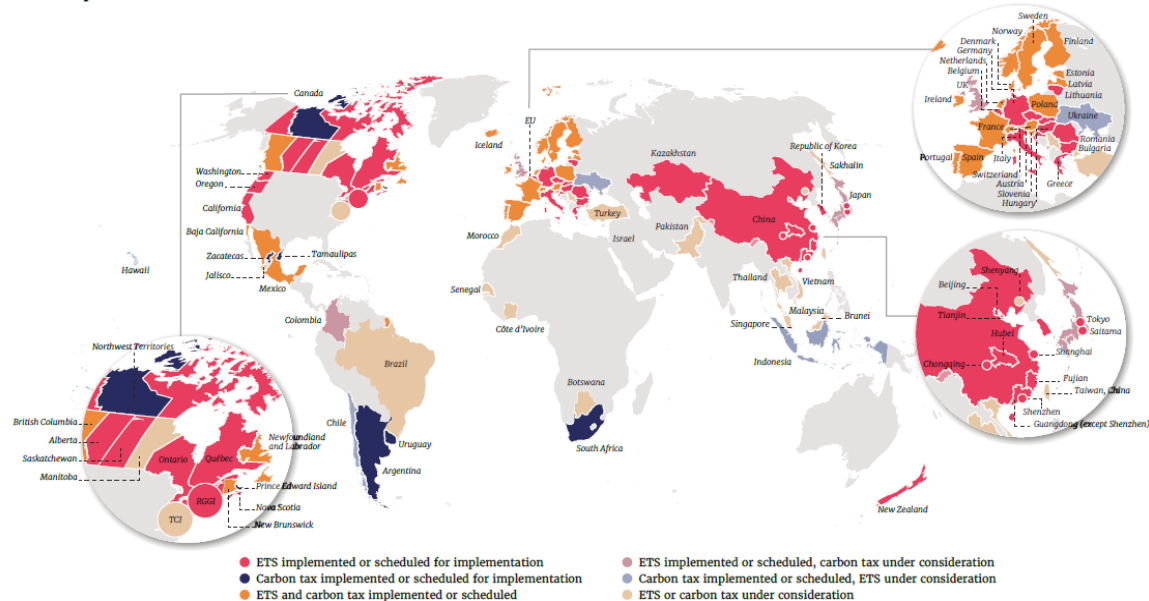 Canada
Washington
Oregon
California
Baja California
Zacatecas
Tamaulipas
Jalisco
Mexico
Hawaii
Colombia
Brazil
Chile
Uruguay
Argentina
Iceland
EU
Morocco
Senegal
Côte d'Ivoire
Turkey
Israel
Botswana
South Africa
Kazakhstan
Pakistan
China
Republic of Korea
Sakhalin
Japan
Thailand
Vietnam
Malaysia
Brunei
Singapore
Indonesia
New Zealand
Sweden
Norway
Denmark
Germany
Netherlands
Belgium
UK
Ireland
Finland
Estonia
Latvia
Lithuania
Poland
Ukraine
France
Romania
Bulgaria
Portugal
Spain
Italy
Switzerland
Austria
Slovenia
Hungary
Greece
Shenyang
Beijing
Tianjin
Hubei
Chongqing
Tokyo
Saitama
Shanghai
Fujian
Taiwan, China
Shenzhen
Guangdong (except Shenzhen)
Northwest Territories
British Columbia
Alberta
Saskatchewan
Manitoba
Ontario
Québec
Newfoundland
and Labrador
Prince Edward Island
Nova Scotia
New Brunswick
RGGI
TCI
ETS implemented or scheduled for implementation
Carbon tax implemented or scheduled for implementation
ETS and carbon tax implemented or scheduled
ETS implemented or scheduled, carbon tax under consideration
Carbon tax implemented or scheduled, ETS under consideration
ETS or carbon tax under consideration